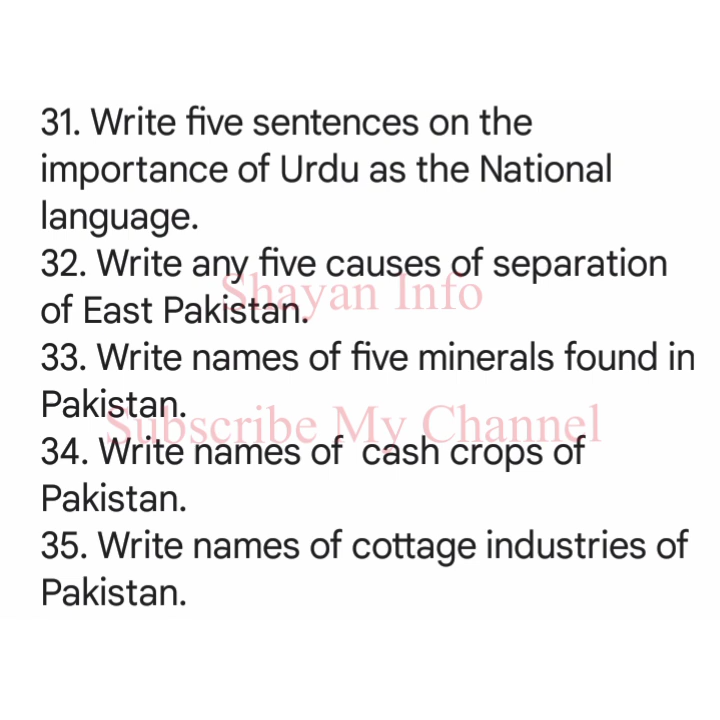 31. Write five sentences on the
importance of Urdu as the National
language.
32. Write any five causes of separation
Shayan Info
of East Pakistan.
33. Write names of five minerals found in
Pakistan.
Subscribe My Channel
34. Write names of  cash crops of
Pakistan.
35. Write names of cottage industries of
Pakistan.